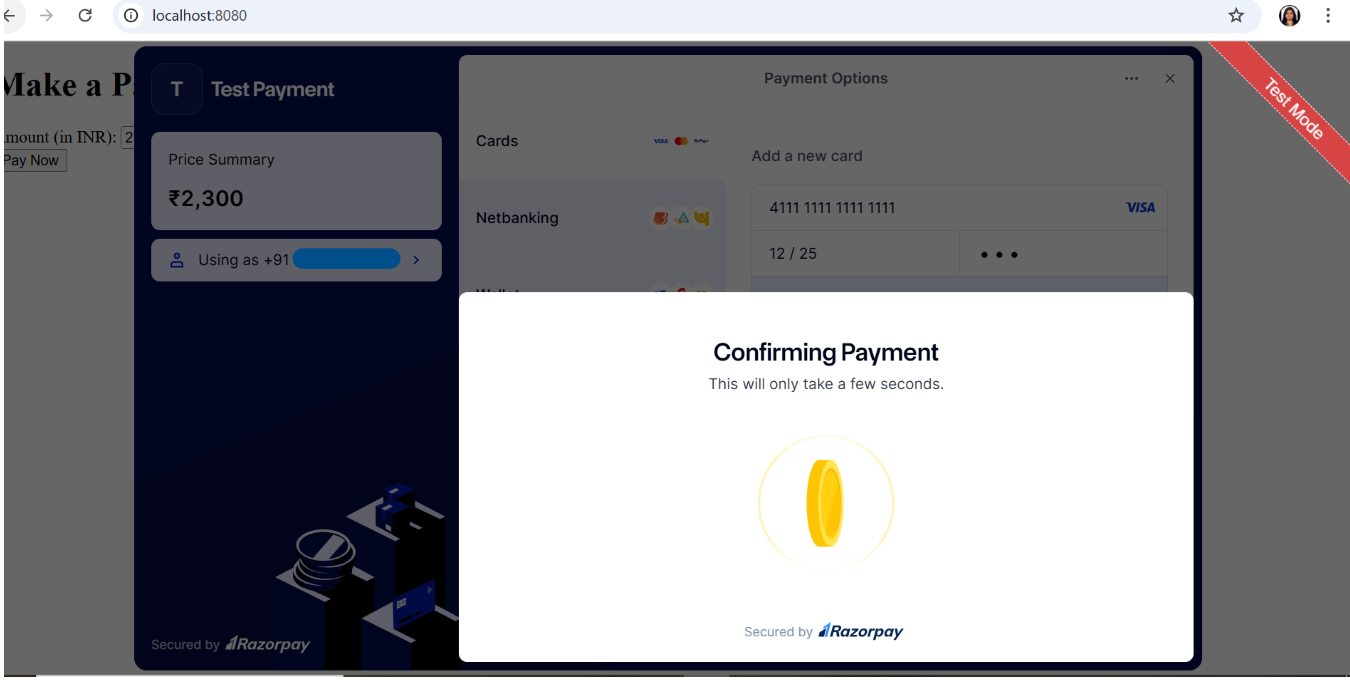 localhost:8080
Make a P
mount (in INR): 2
Pay Now
T Test Payment
Price Summary
₹2,300
Using as +91
Secured by Razorpay
Payment Options
Test Mode
Cards
VISA
Netbanking
Wallet
Add a new card
4111 1111 1111 1111 VISA
12 / 25
Confirming Payment
This will only take a few seconds.
Secured by Razorpay